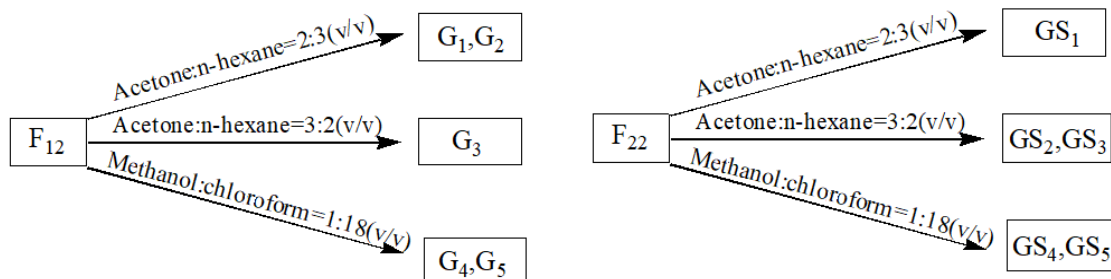 Acetone:n-hexane=2:3(v/v)
G₁,G₂
F₁₂
Acetone:n-hexane=3:2(v/v)
G₃
Methanol:chloroform=1:18(v/v)
G₄,G₅
Acetone:n-hexane=2:3(v/v)
GS₁
F₂₂
Acetone:n-hexane=3:2(v/v)
GS₂,GS₃
Methanol:chloroform=1:18(v/v)
GS₄,GS₅